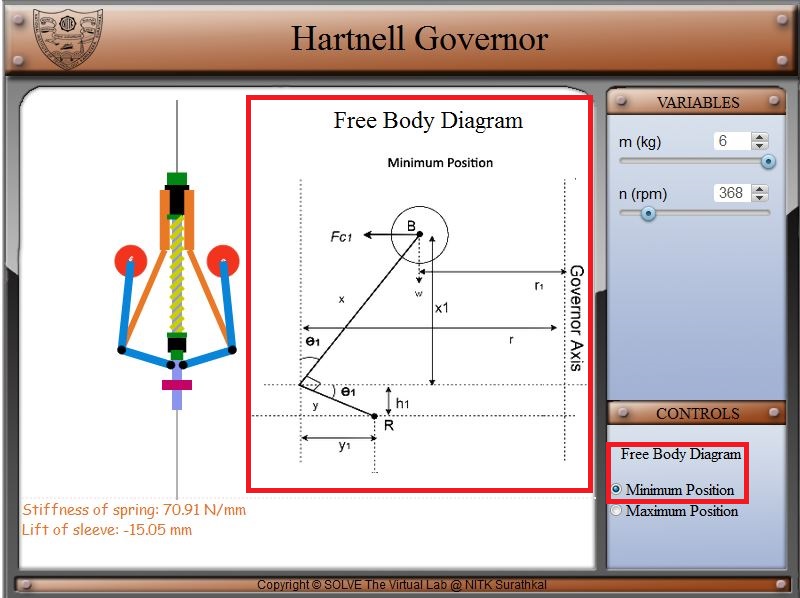 Hartnell Governor
Free Body Diagram
Minimum Position
B
Fc1
w
r1
x
x1
Governor Axis
r
Θ1
Θ1
y
h1
R
y1
Stiffness of spring: 70.91 N/mm
Lift of sleeve: -15.05 mm
VARIABLES
m (kg) 6
n (rpm) 368
CONTROLS
Free Body Diagram
Minimum Position
Maximum Position
Copyright © SOLVE The Virtual Lab @ NITK Surathkal